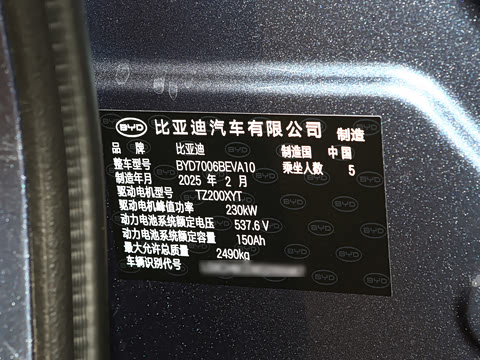 BYD 比亚迪汽车有限公司 制造
品 牌 比亚迪 制造国 中国
整车型号 BYD7006BEVA10 乘坐人数 5
制造年月 2025 年 2 月
驱动电机型号 TZ200XYT
驱动电机峰值功率 230kW
动力电池系统额定电压 537.6 V
动力电池系统额定容量 150Ah
最大允许总质量 2490kg
车辆识别代号